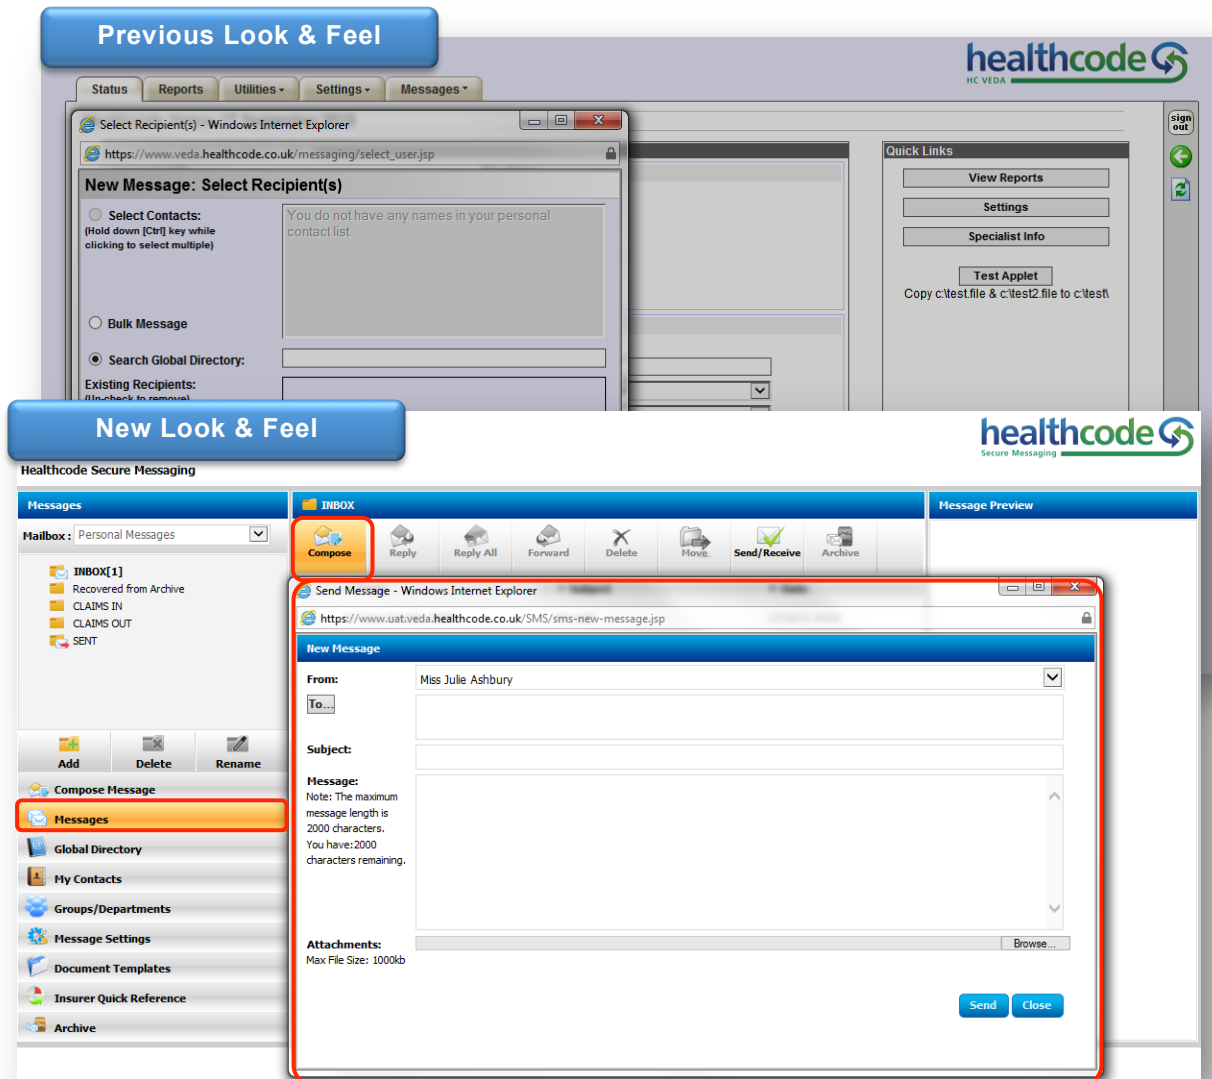 Previous Look & Feel
healthcode
HC VEDA
Status Reports Utilities Settings Messages
sign out
Select Recipient(s) - Windows Internet Explorer
https://www.veda.healthcode.co.uk/messaging/select_user.jsp
New Message: Select Recipient(s)
Select Contacts:
(Hold down [Ctrl] key while
clicking to select multiple)
You do not have any names in your personal
contact list.
Bulk Message
Search Global Directory:
Existing Recipients:
(Un-check to remove)
Quick Links
View Reports
Settings
Specialist Info
Test Applet
Copy c:\test.file & c:\test2.file to c:\test\
New Look & Feel
healthcode
Secure Messaging
Healthcode Secure Messaging
Messages
Mailbox : Personal Messages
INBOX[1]
Recovered from Archive
CLAIMS IN
CLAIMS OUT
SENT
Add Delete Rename
Compose Message
Messages
Global Directory
My Contacts
Groups/Departments
Message Settings
Document Templates
Insurer Quick Reference
Archive
INBOX
Compose Reply Reply All Forward Delete Move Send/Receive Archive
Message Preview
Send Message - Windows Internet Explorer
https://www.uat.veda.healthcode.co.uk/SMS/sms-new-message.jsp
New Message
From: Miss Julie Ashbury
To...
Subject:
Message:
Note: The maximum
message length is
2000 characters.
You have:2000
characters remaining.
Attachments:
Max File Size: 1000kb
Browse...
Send Close